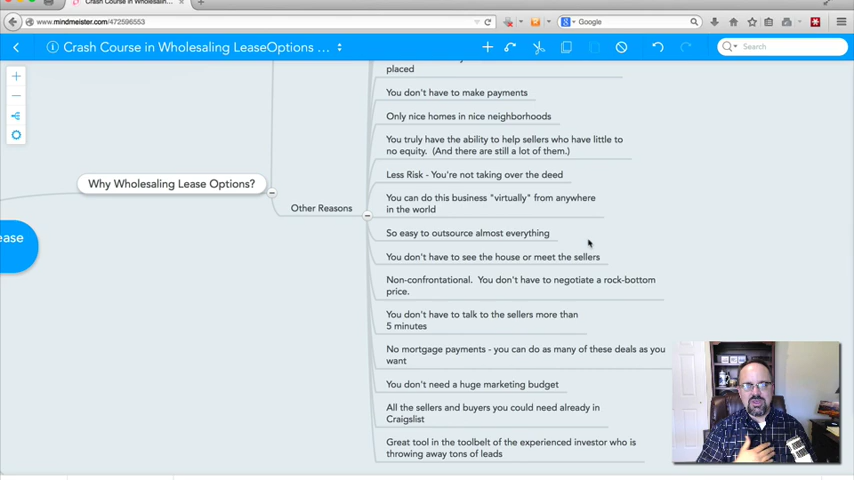 Crash Course in Wholesaling
www.mindmeister.com/472596553
Google
Crash Course in Wholesaling LeaseOptions ...
Search
placed
You don't have to make payments
Only nice homes in nice neighborhoods
You truly have the ability to help sellers who have little to
no equity. (And there are still a lot of them.)
Less Risk - You're not taking over the deed
Why Wholesaling Lease Options?
You can do this business "virtually" from anywhere
in the world
Other Reasons
So easy to outsource almost everything
ease
You don't have to see the house or meet the sellers
Non-confrontational. You don't have to negotiate a rock-bottom
price.
You don't have to talk to the sellers more than
5 minutes
No mortgage payments - you can do as many of these deals as you
want
You don't need a huge marketing budget
All the sellers and buyers you could need already in
Craigslist
Great tool in the toolbelt of the experienced investor who is
throwing away tons of leads